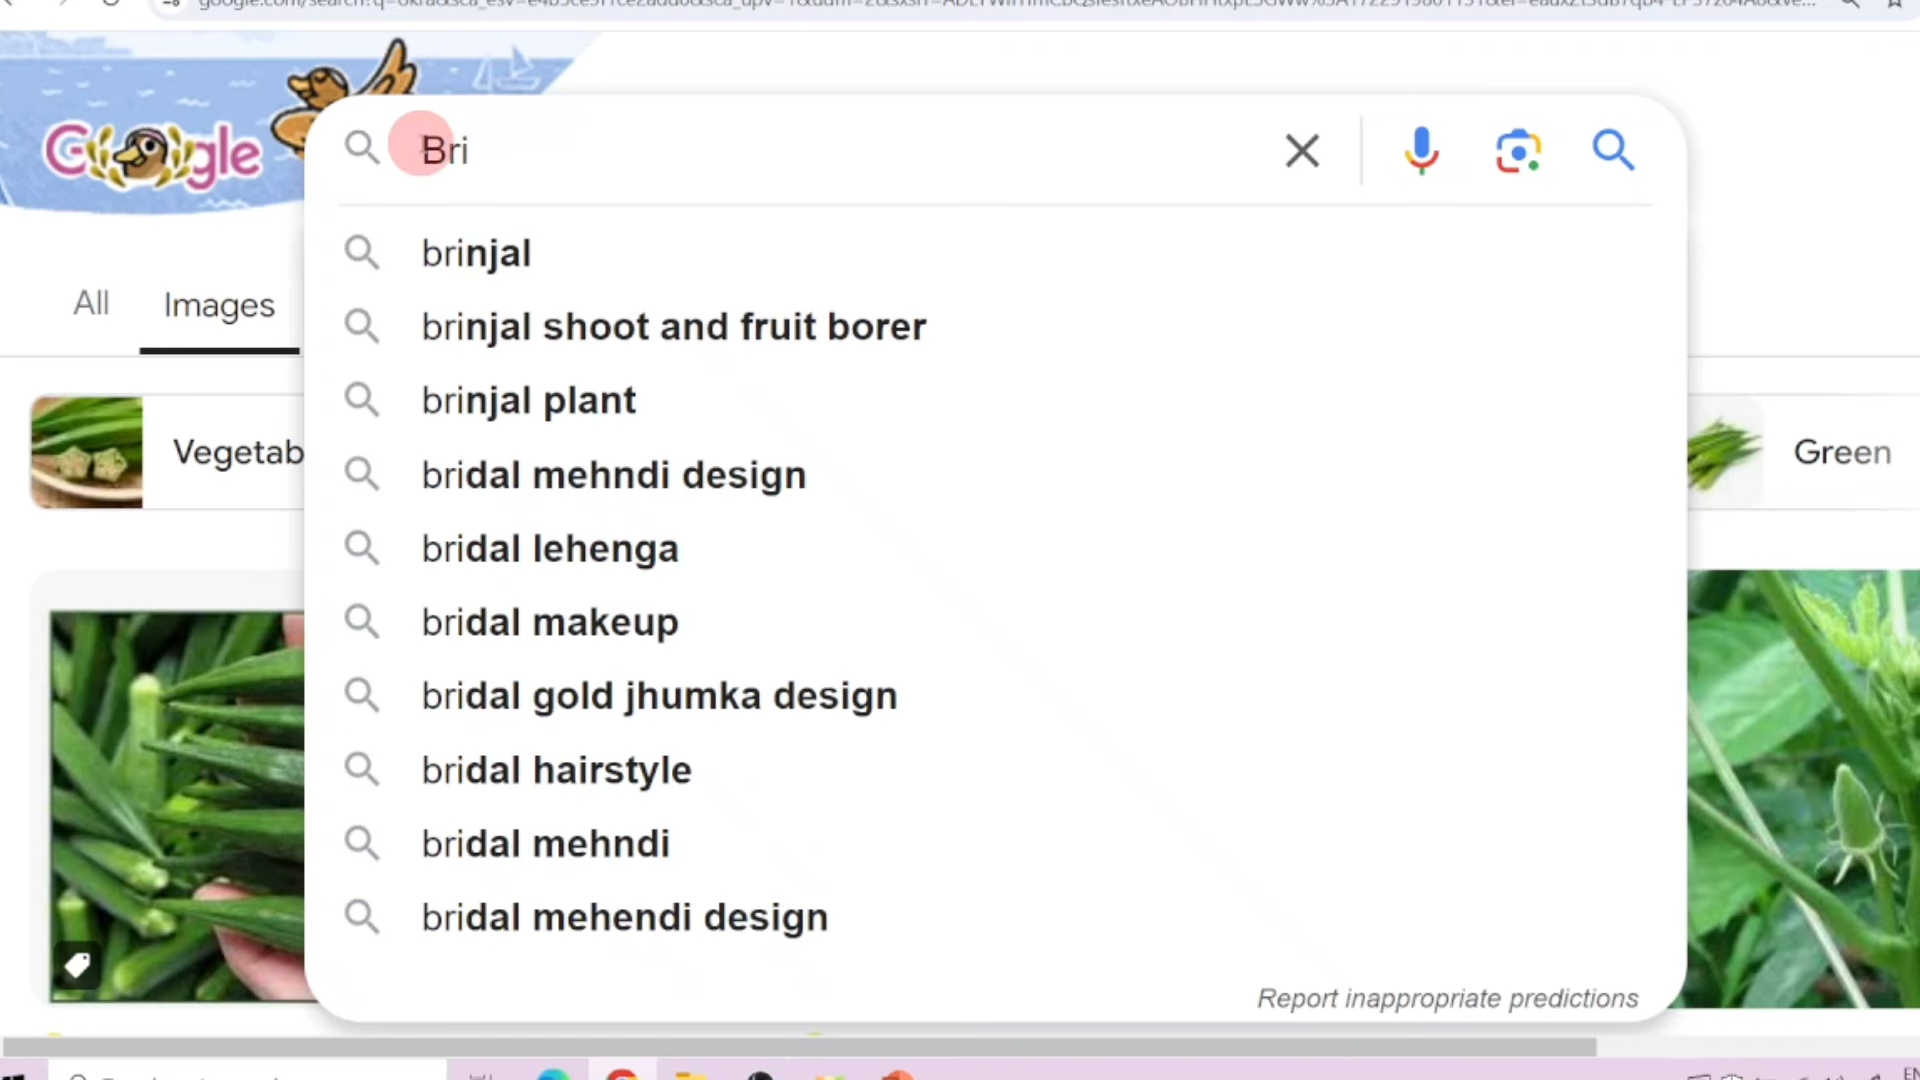 Google
Bri
brinjal
brinjal shoot and fruit borer
brinjal plant
bridal mehndi design
bridal lehenga
bridal makeup
bridal gold jhumka design
bridal hairstyle
bridal mehndi
bridal mehendi design
Report inappropriate predictions
All Images
Vegetab
Green